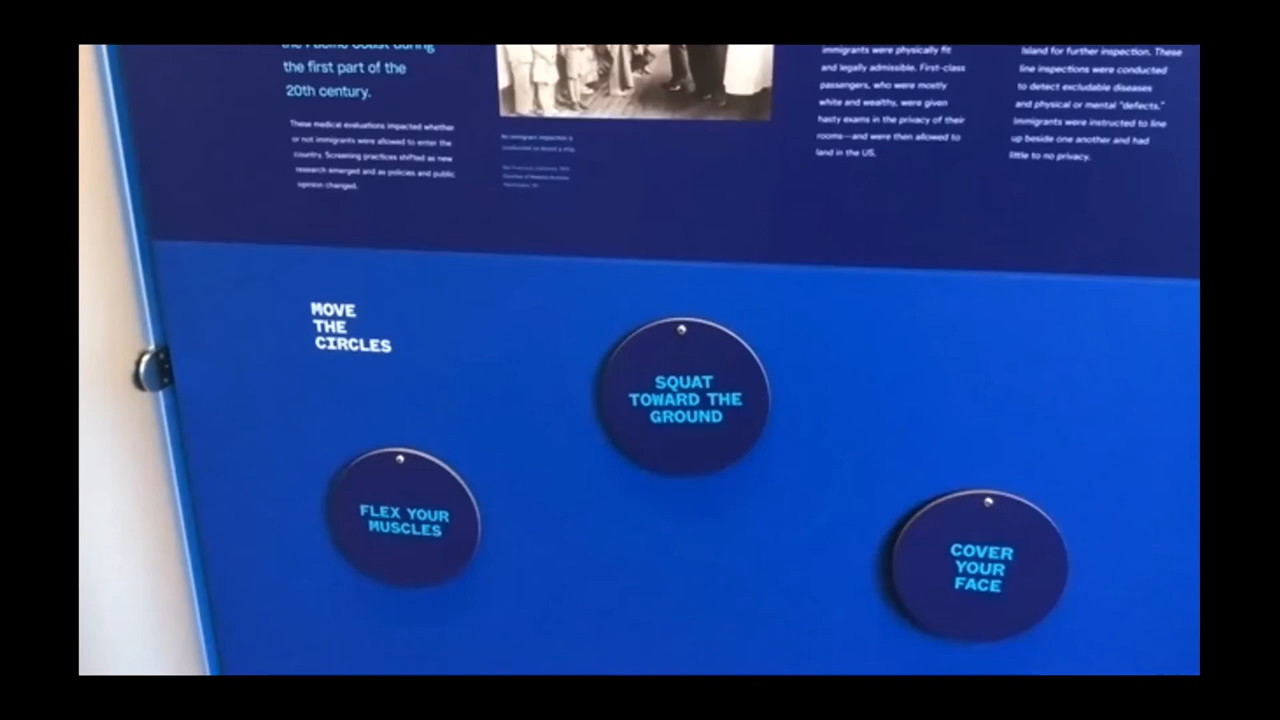 the Pacific Coast during
the first part of the
20th century.
These medical evaluations impacted whether
or not immigrants were allowed to enter the
country. Screening practices shifted as new
research emerged and as policies and public
opinion changed.
immigrants were physically fit
and legally admissible. First-class
passengers, who were mostly
white and wealthy, were given
hasty exams in the privacy of their
rooms—and were then allowed to
land in the US.
Island for further inspection. These
line inspections were conducted
to detect excludable diseases
and physical or mental "defects."
Immigrants were instructed to line
up beside one another and had
little to no privacy.
MOVE
THE
CIRCLES
SQUAT
TOWARD THE
GROUND
FLEX YOUR
MUSCLES
COVER
YOUR
FACE